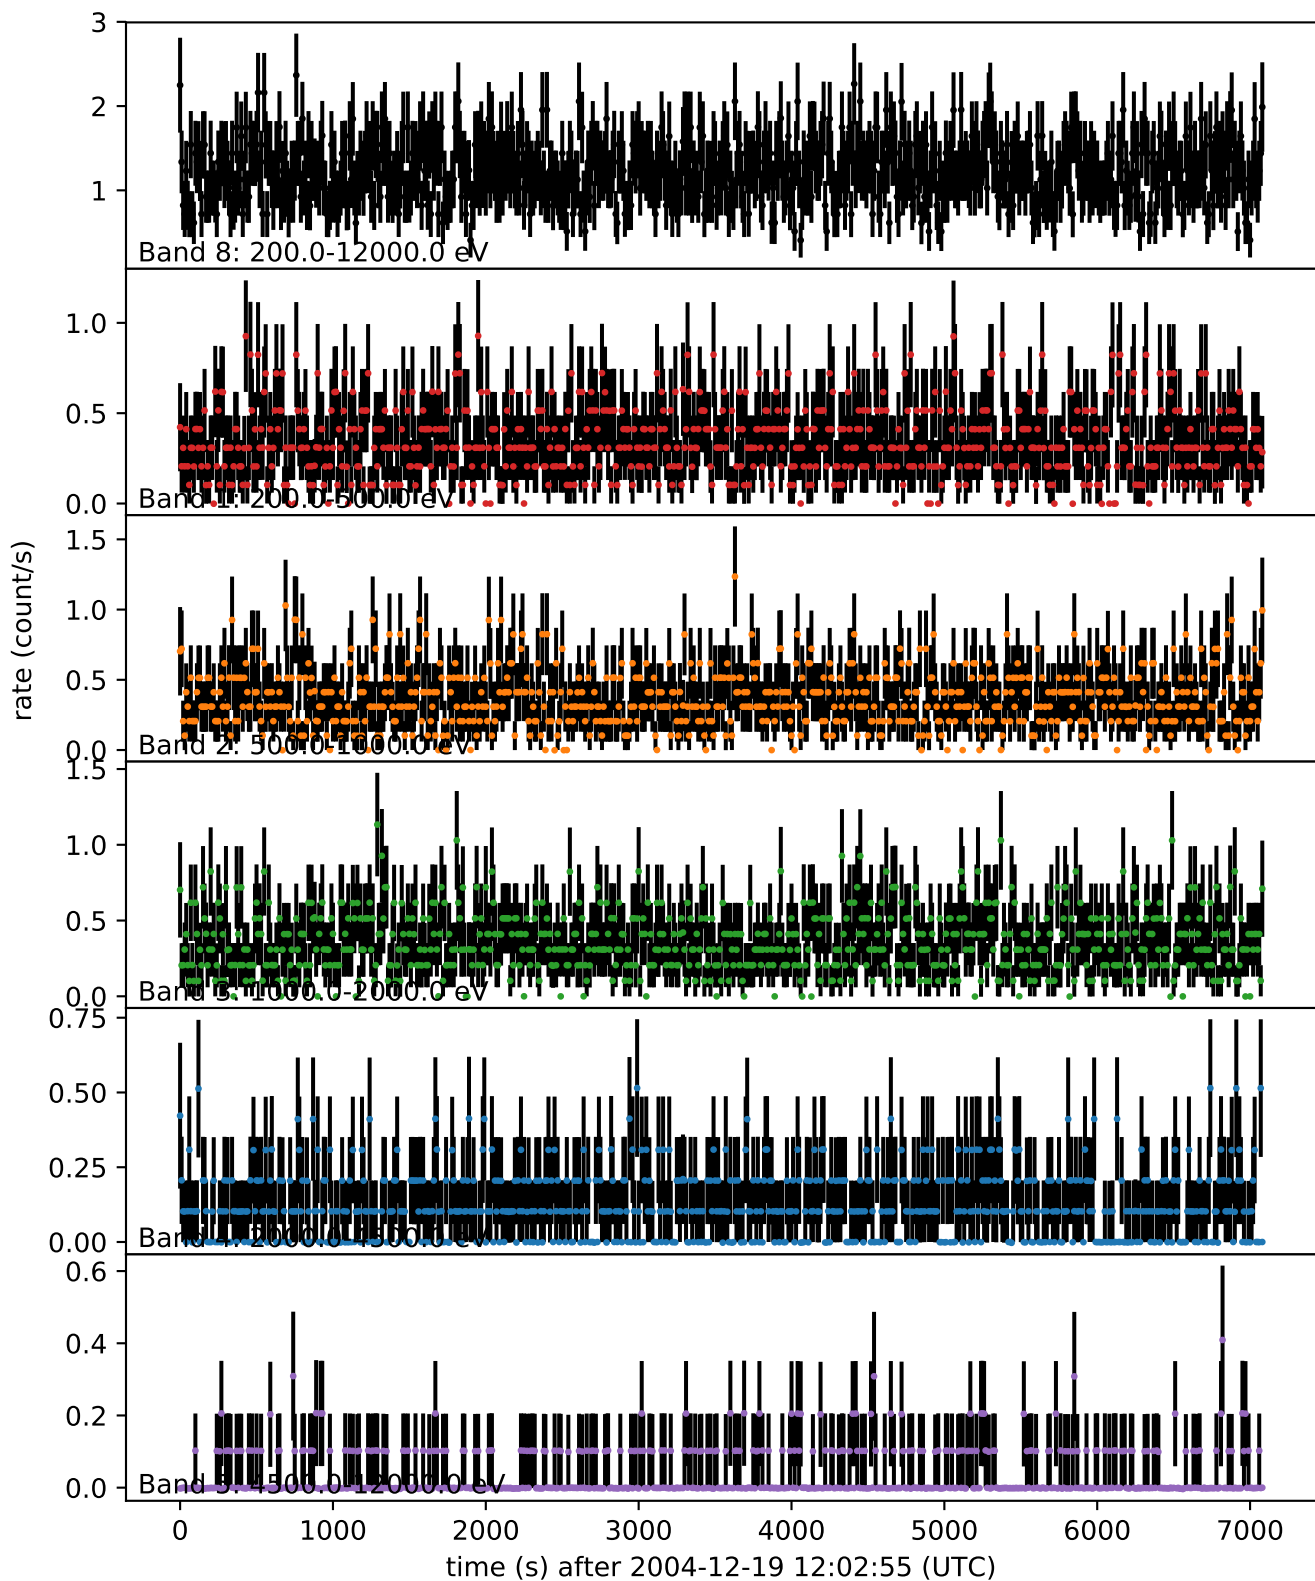 3
2
1
Band 8: 200.0-12000.0 eV
1.0
0.5
0.0
Band 1: 200.0-500.0 eV
1.5
1.0
0.5
0.0
Band 2: 500.0-1000.0 eV
rate (count/s)
1.5
1.0
0.5
0.0
Band 3: 1000.0-2000.0 eV
0.75
0.50
0.25
0.00
Band 4: 2000.0-4500.0 eV
0.6
0.4
0.2
0.0
Band 5: 4500.0-12000.0 eV
0 1000 2000 3000 4000 5000 6000 7000
time (s) after 2004-12-19 12:02:55 (UTC)